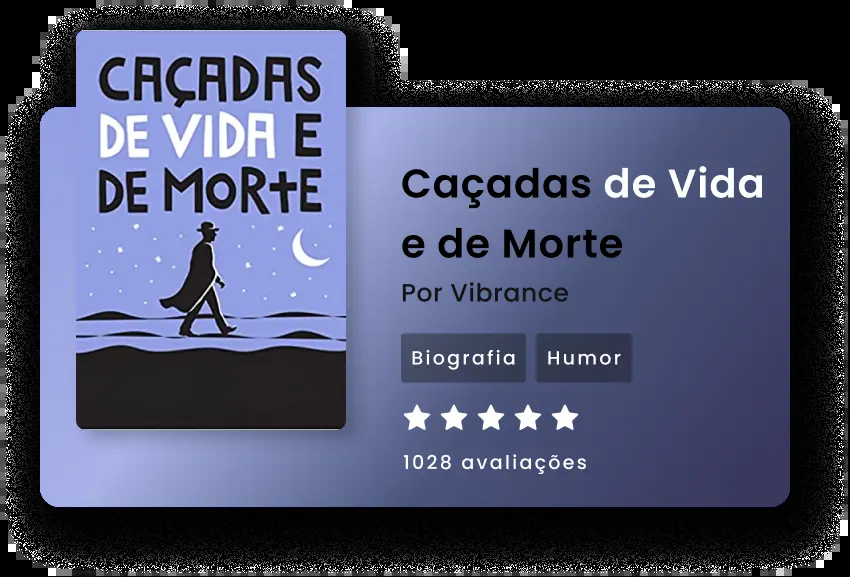 CAÇADAS
DE VIDA E
DE MORTE
Caçadas de Vida
e de Morte
Por Vibrance
Biografia Humor
1028 avaliações